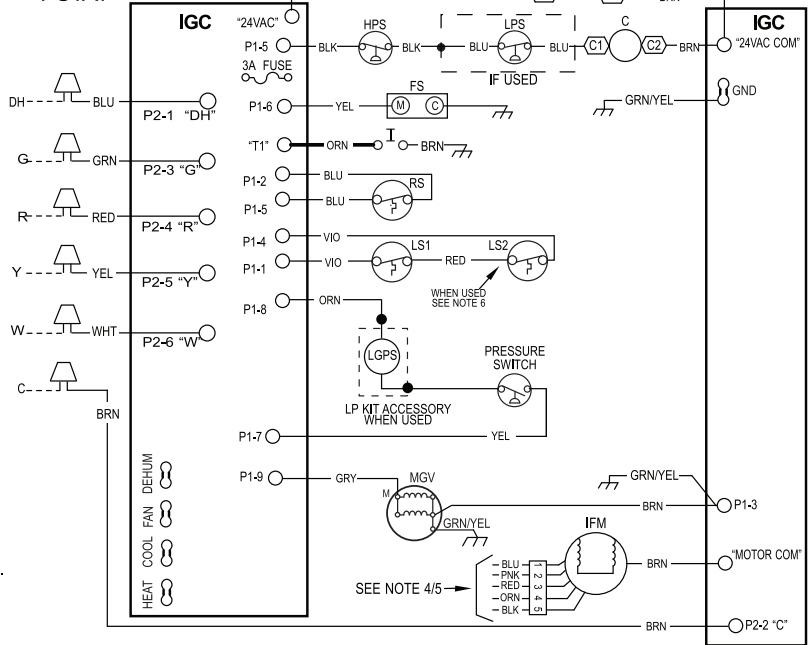 IGC
"24VAC"
BRN
IGC
HPS
LPS
C
P1-5
BLK
BLK
BLU
BLU
C1
C2
BRN
"24VAC COM"
3A FUSE
IF USED
FS
GND
P1-6
YEL
M
C
GRN/YEL
DH
BLU
P2-1 "DH"
"T1"
ORN
BRN
G
GRN
P2-3 "G"
P1-2
BLU
RS
P1-5
BLU
R
RED
P2-4 "R"
P1-4
VIO
LS1
LS2
P1-1
VIO
RED
Y
YEL
P2-5 "Y"
WHEN USED
SEE NOTE 6
P1-8
ORN
W
WHT
P2-6 "W"
LGPS
PRESSURE
SWITCH
C
BRN
LP KIT ACCESSORY
WHEN USED
P1-7
YEL
DEHUM
P1-9
GRY
M
MGV
GRN/YEL
P1-3
BRN
FAN
GRN/YEL
IFM
COOL
BLU
1
PNK
2
RED
3
ORN
4
BLK
5
BRN
"MOTOR COM"
SEE NOTE 4/5
HEAT
BRN
P2-2 "C"